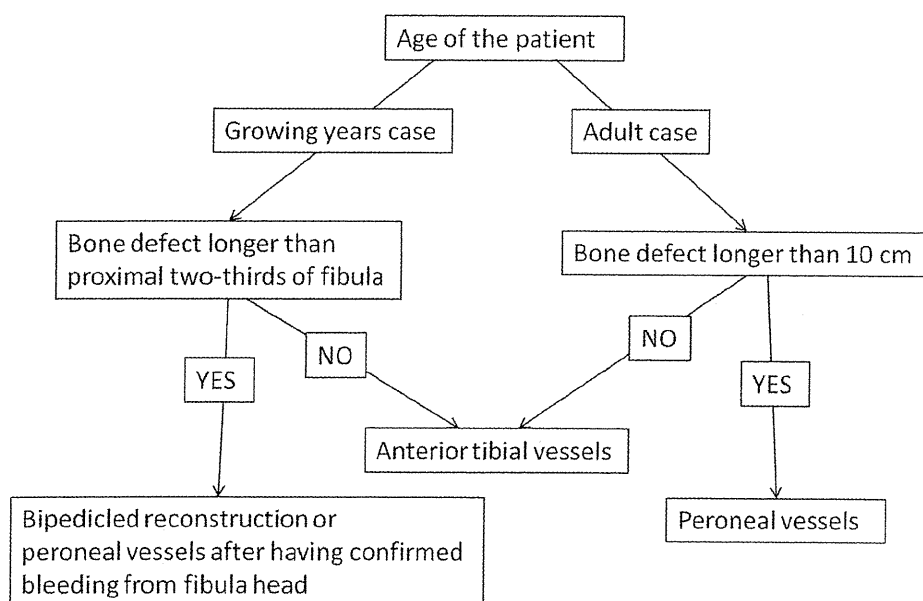 Age of the patient
Growing years case
Adult case
Bone defect longer than
proximal two-thirds of fibula
Bone defect longer than 10 cm
NO
NO
YES
YES
Anterior tibial vessels
Bipedicled reconstruction or
peroneal vessels after having confirmed
bleeding from fibula head
Peroneal vessels